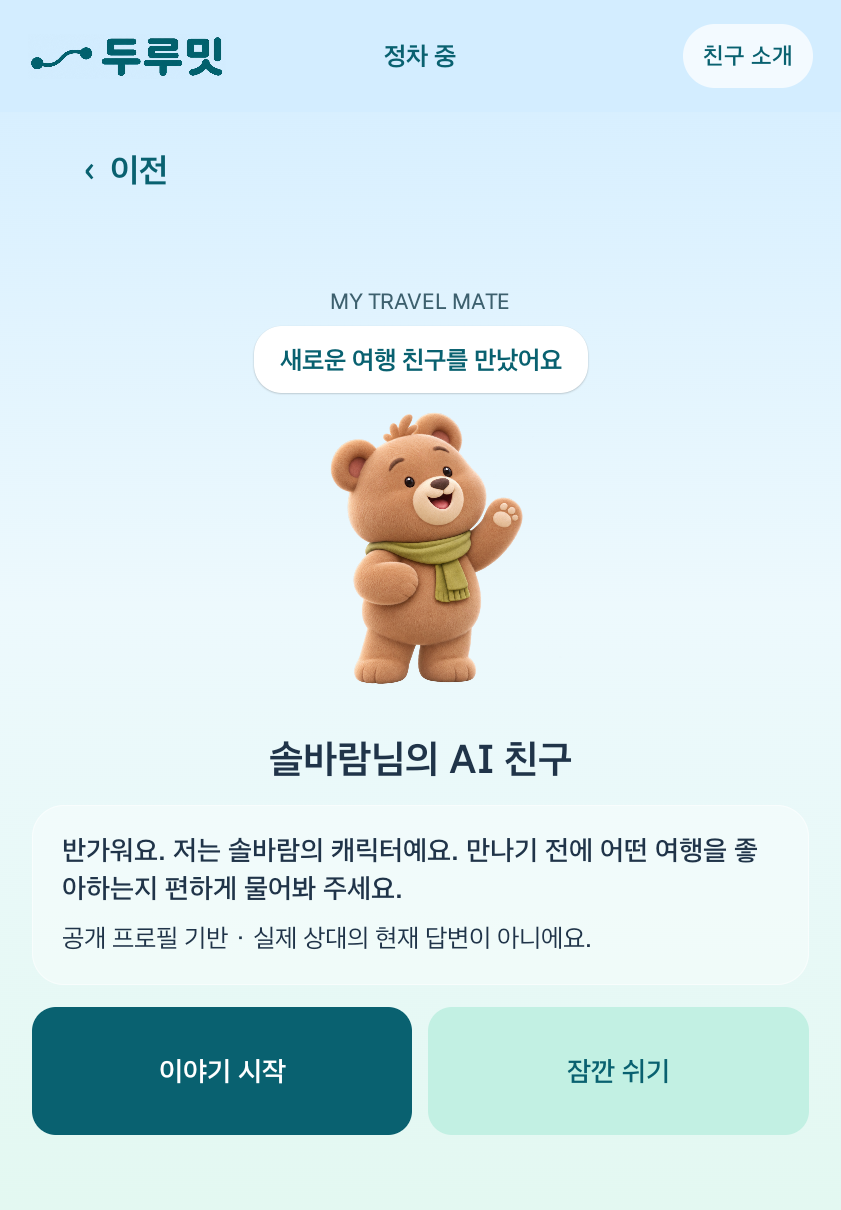 두루밋
정차 중
친구 소개
‹ 이전
MY TRAVEL MATE
새로운 여행 친구를 만났어요
솔바람님의 AI 친구
반가워요. 저는 솔바람의 캐릭터예요. 만나기 전에 어떤 여행을 좋
아하는지 편하게 물어봐 주세요.
공개 프로필 기반 · 실제 상대의 현재 답변이 아니에요.
이야기 시작
잠깐 쉬기